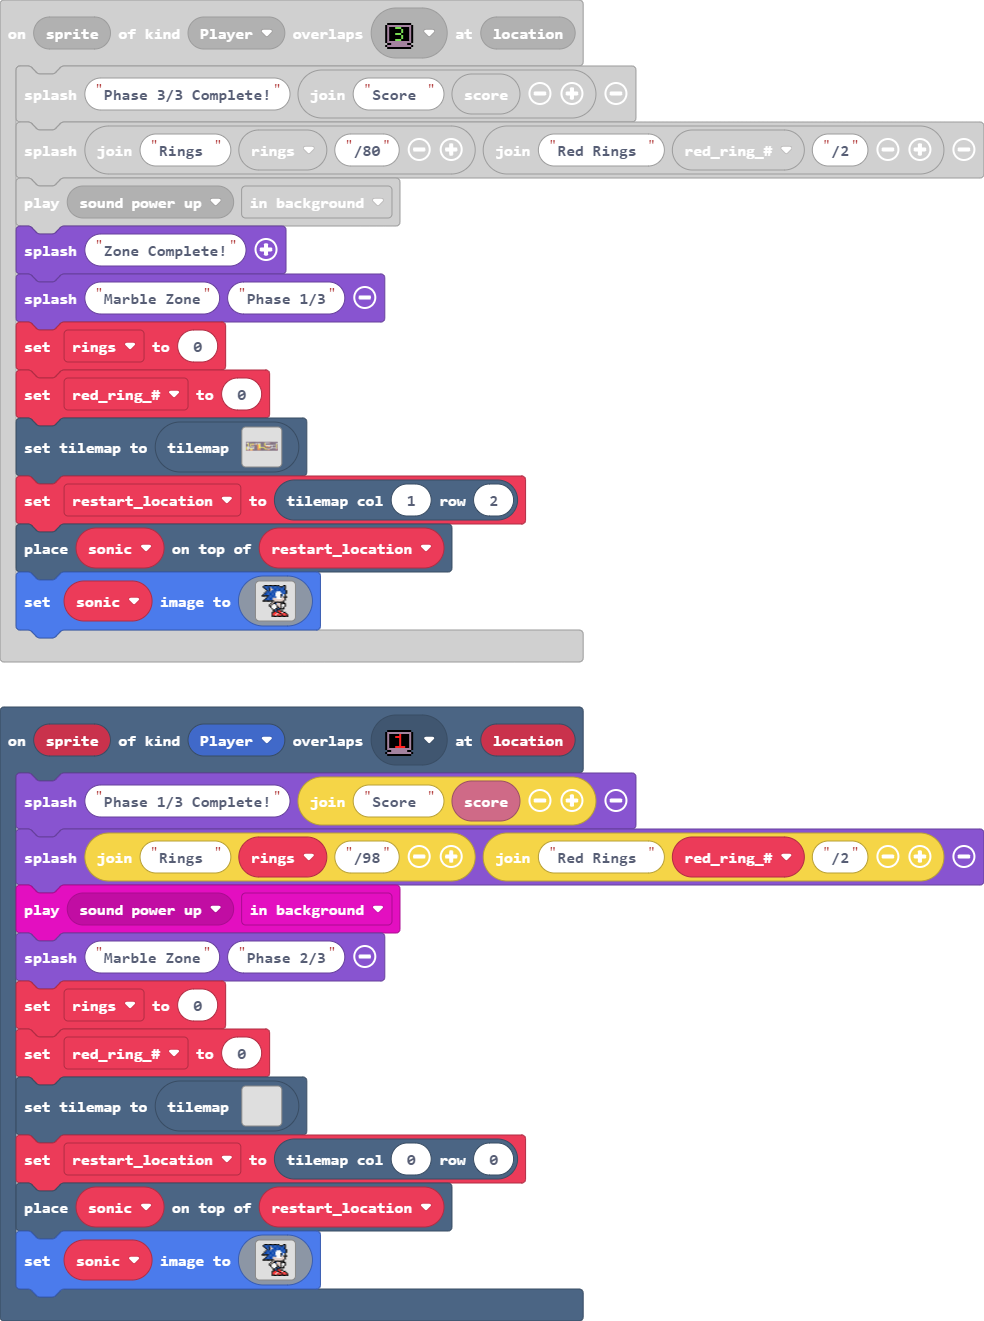 on sprite of kind Player overlaps 3 at location
splash "Phase 3/3 Complete!" join "Score " score
splash join "Rings " rings "/80" join "Red Rings " red_ring_# "/2"
play sound power up in background
splash "Zone Complete!"
splash "Marble Zone" "Phase 1/3"
set rings to 0
set red_ring_# to 0
set tilemap to tilemap
set restart_location to tilemap col 1 row 2
place sonic on top of restart_location
set sonic image to
on sprite of kind Player overlaps 1 at location
splash "Phase 1/3 Complete!" join "Score " score
splash join "Rings " rings "/98" join "Red Rings " red_ring_# "/2"
play sound power up in background
splash "Marble Zone" "Phase 2/3"
set rings to 0
set red_ring_# to 0
set tilemap to tilemap
set restart_location to tilemap col 0 row 0
place sonic on top of restart_location
set sonic image to